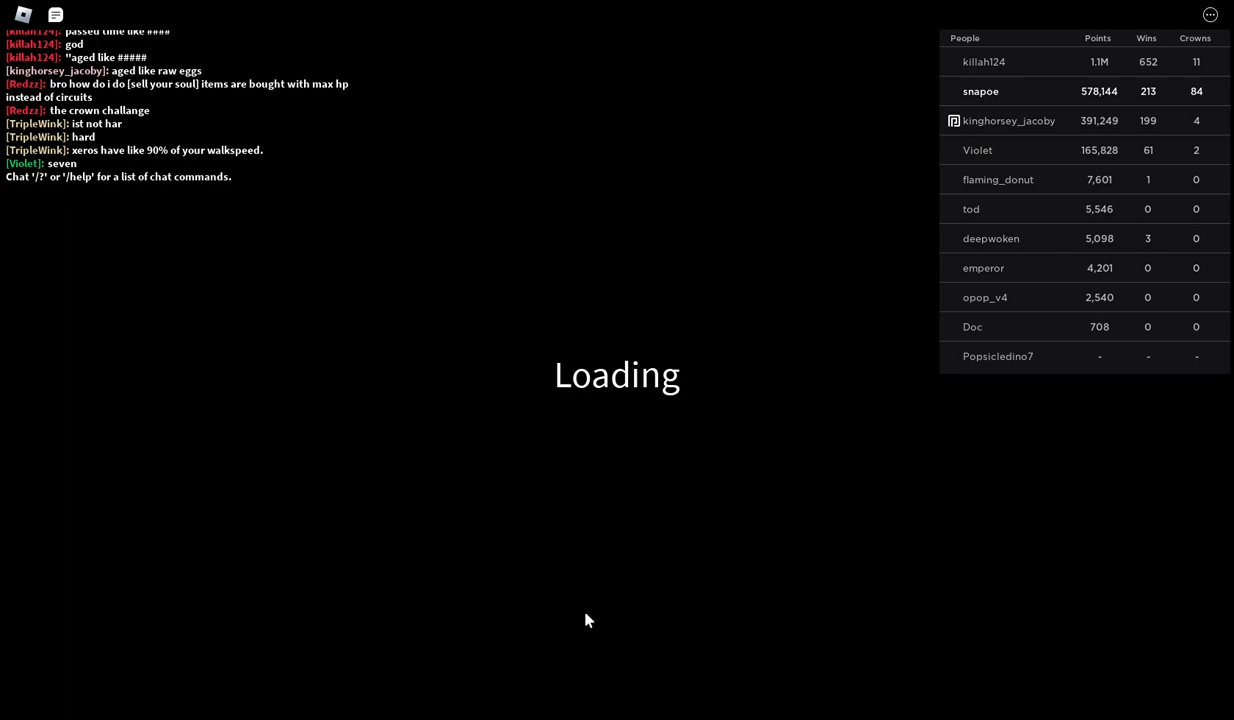 [killah124]: passed time like ####
[killah124]: god
[killah124]: "aged like #####
[kinghorsey_jacoby]: aged like raw eggs
[Redzz]: bro how do i do [sell your soul] items are bought with max hp
instead of circuits
[Redzz]: the crown challange
[TripleWink]: ist not har
[TripleWink]: hard
[TripleWink]: xeros have like 90% of your walkspeed.
[Violet]: seven
Chat '/?' or '/help' for a list of chat commands.
Loading
People Points Wins Crowns
killah124 1.1M 652 11
snapoe 578,144 213 84
kinghorsey_jacoby 391,249 199 4
Violet 165,828 61 2
flaming_donut 7,601 1 0
tod 5,546 0 0
deepwoken 5,098 3 0
emperor 4,201 0 0
opop_v4 2,540 0 0
Doc 708 0 0
Popsicledino7 - - -